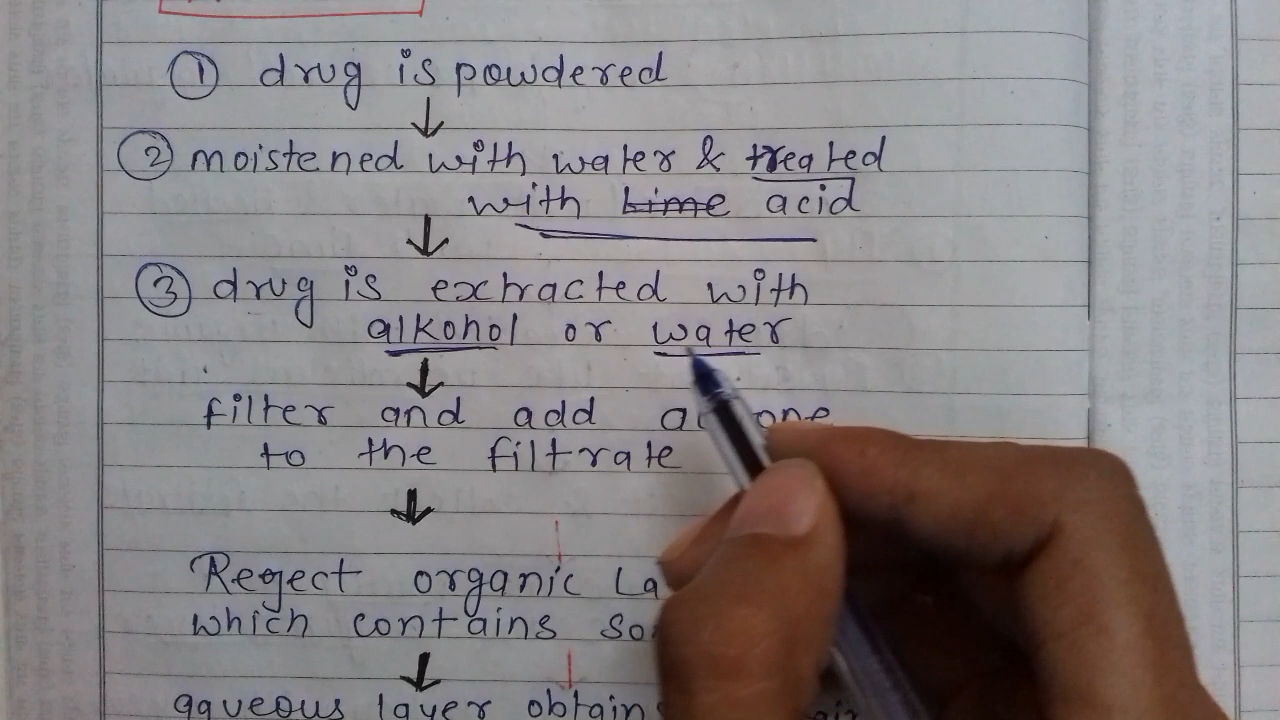 ① drug is powdered
↓
② moistened with water & treated
with lime acid
↓
③ drug is extracted with
alkohol or water
↓
filter and add
to the filtrate
↓
Regect organic
which contains
↓
aqueous layer